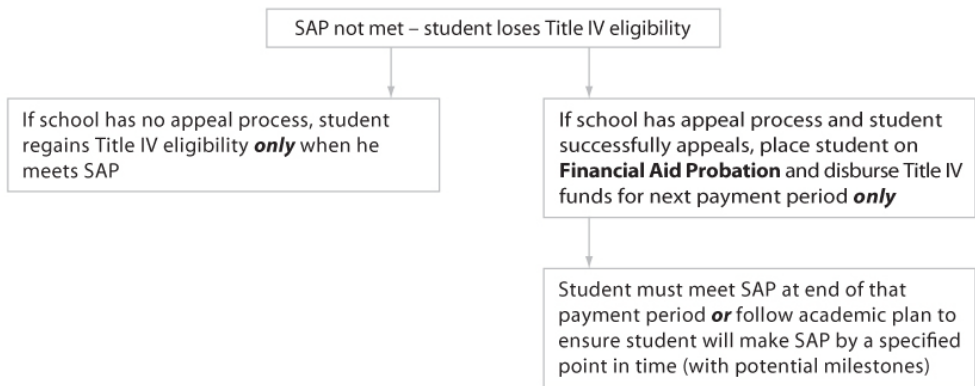 SAP not met – student loses Title IV eligibility
If school has no appeal process, student
regains Title IV eligibility only when he
meets SAP
If school has appeal process and student
successfully appeals, place student on
Financial Aid Probation and disburse Title IV
funds for next payment period only
Student must meet SAP at end of that
payment period or follow academic plan to
ensure student will make SAP by a specified
point in time (with potential milestones)